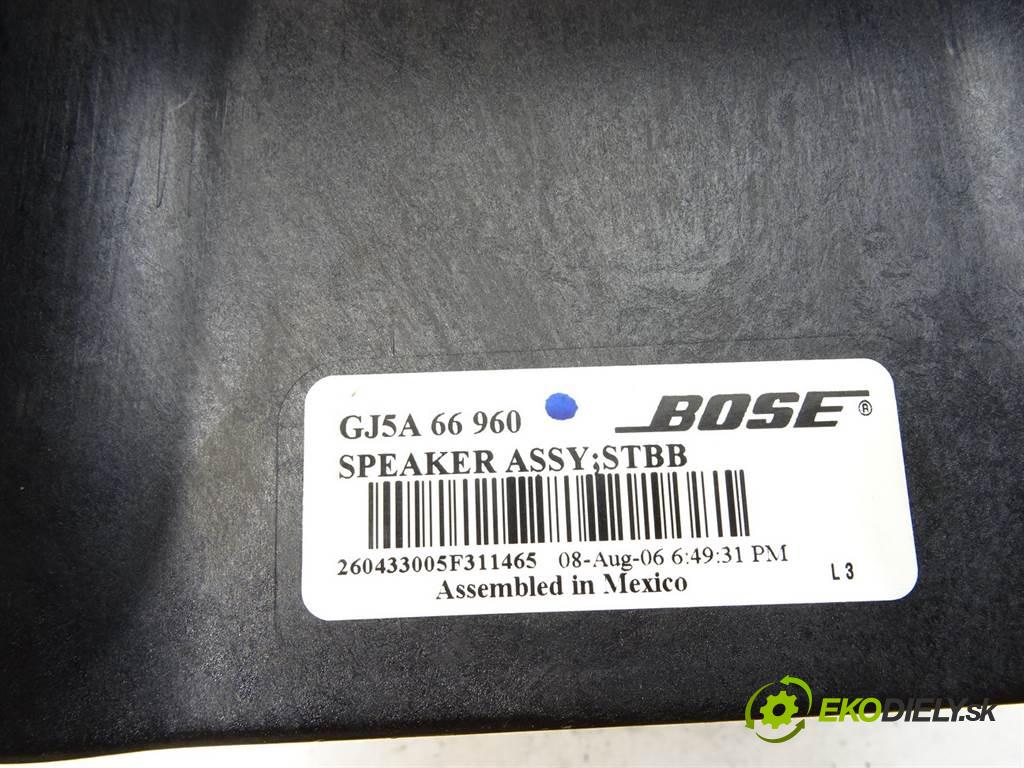 GJ5A 66 960 BOSE ®
SPEAKER ASSY;STBB
260433005F311465 08-Aug-06 6:49:31 PM
Assembled in Mexico L 3
EKODIELY.SK